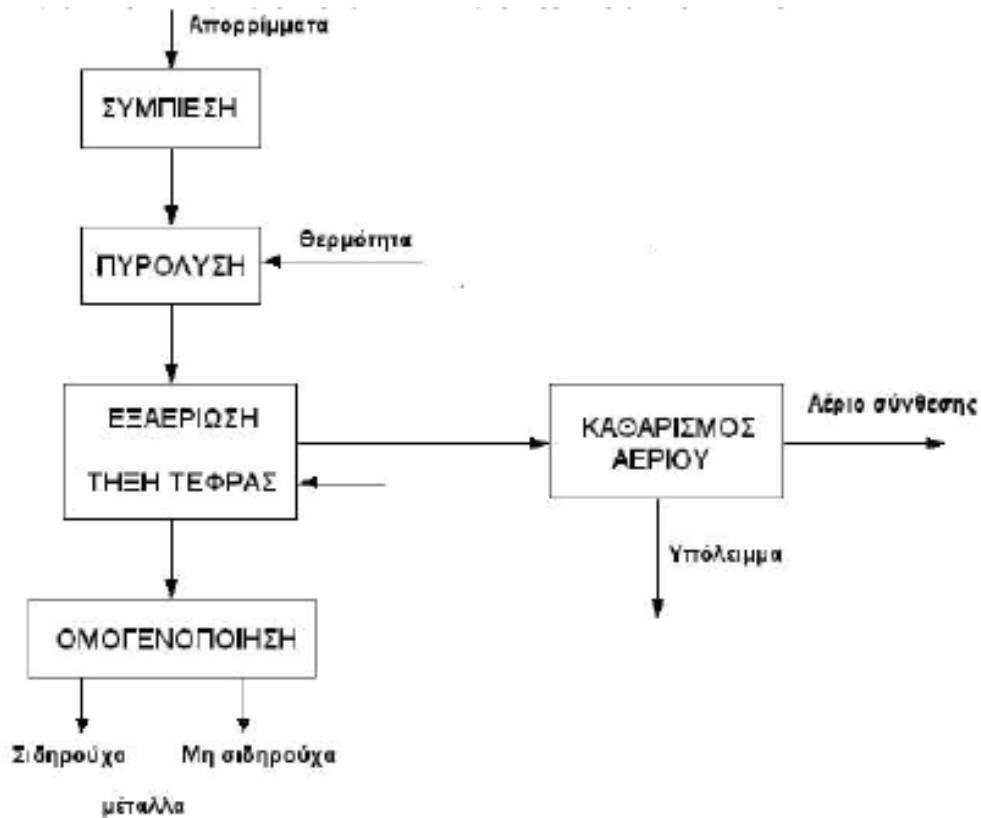 Απορρίμματα
ΣΥΜΠΙΕΣΗ
Θερμότητα
ΠΥΡΟΛΥΣΗ
ΕΞΑΕΡΙΩΣΗ
ΤΗΞΗ ΤΕΦΡΑΣ
ΚΑΘΑΡΙΣΜΟΣ
ΑΕΡΙΟΥ
Αέριο σύνθεσης
Υπόλειμμα
ΟΜΟΓΕΝΟΠΟΙΗΣΗ
Σιδηρούχα
Μη σιδηρούχα
μέταλλα